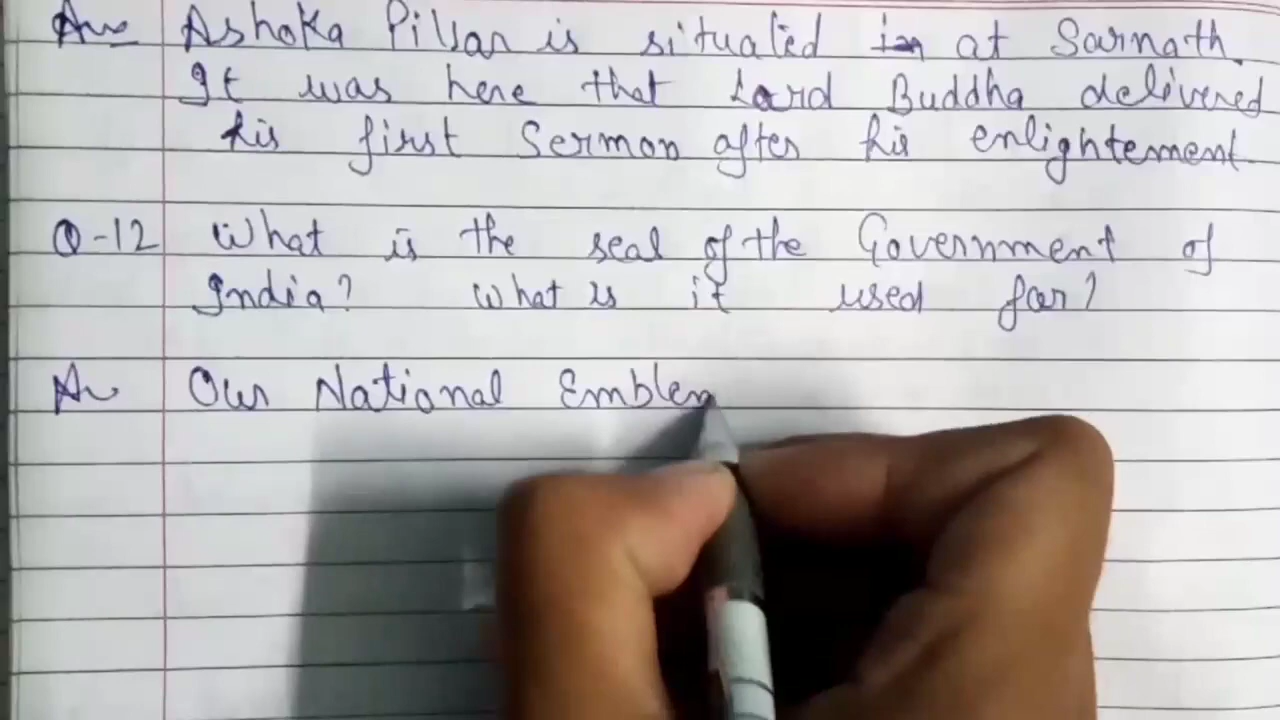 Ans Ashoka Pillar is situated in at Sarnath.
It was here that Lord Buddha delivered
his first Sermon after his enlightement
Q-12 What is the seal of the Government of
India? What is it used for?
An Our National Emblem